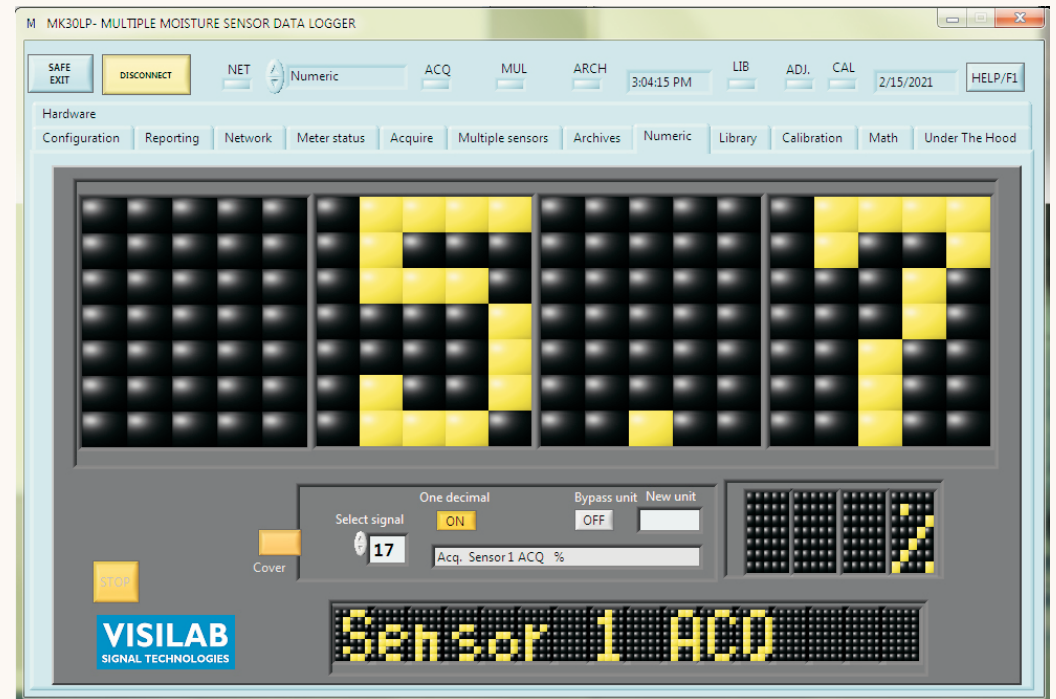 M MK30LP- MULTIPLE MOISTURE SENSOR DATA LOGGER
SAFE EXIT
DISCONNECT
NET
Numeric
ACQ
MUL
ARCH
3:04:15 PM
LIB
ADJ.
CAL
2/15/2021
HELP/F1
Hardware
Configuration Reporting Network Meter status Acquire Multiple sensors Archives Numeric Library Calibration Math Under The Hood
5.7
One decimal
Bypass unit New unit
Select signal
ON
OFF
17
Acq. Sensor 1 ACQ %
%
Cover
STOP
VISILAB
SIGNAL TECHNOLOGIES
Sensor 1 ACQ